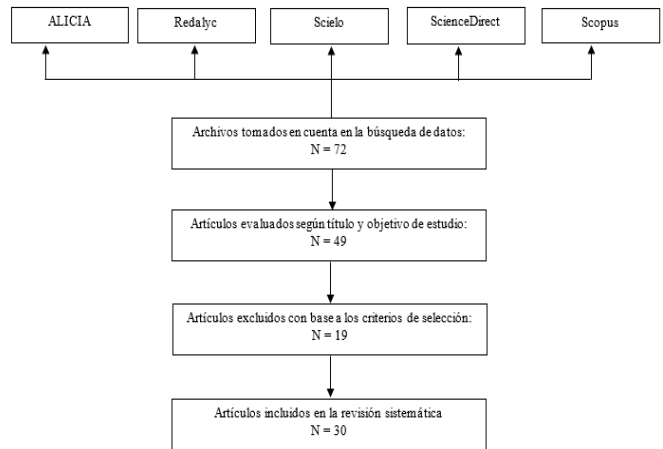 ALICIA
Redalyc
Scielo
ScienceDirect
Scopus
Archivos tomados en cuenta en la búsqueda de datos:
N = 72
Artículos evaluados según título y objetivo de estudio:
N = 49
Artículos excluidos con base a los criterios de selección:
N = 19
Artículos incluidos en la revisión sistemática
N = 30